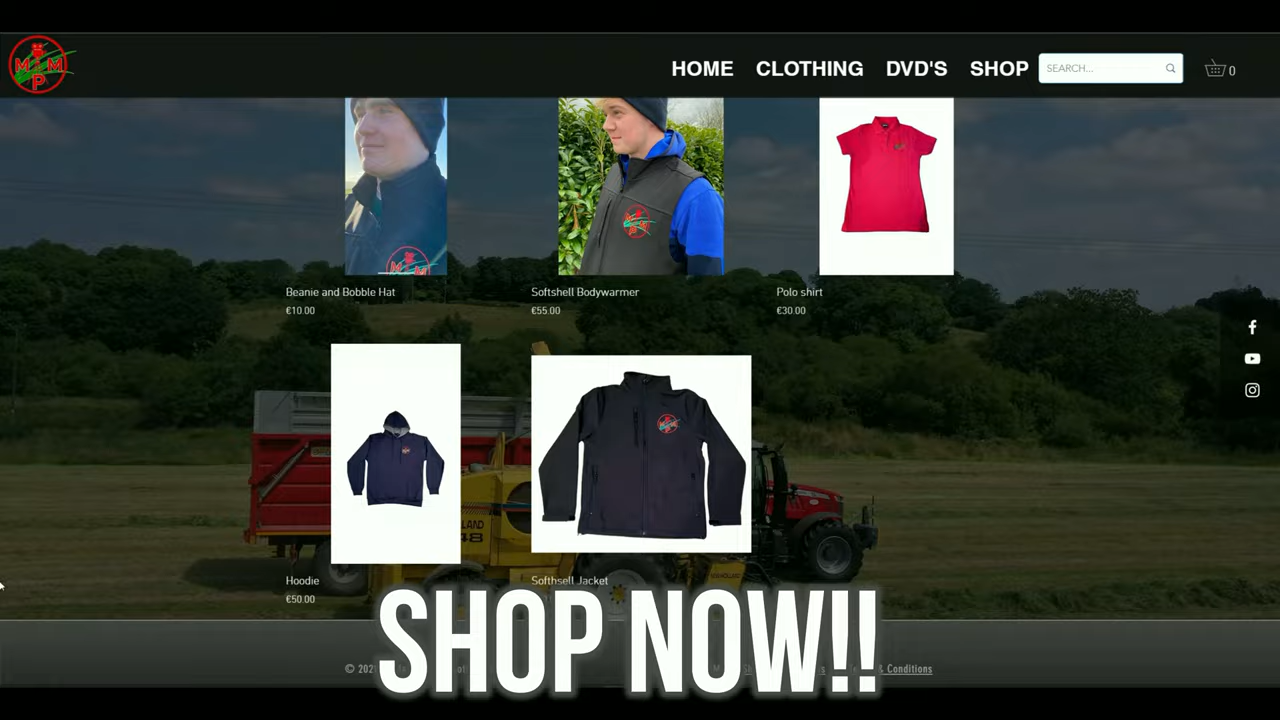 HOME CLOTHING DVD'S SHOP SEARCH... 0
M M
P
Beanie and Bobble Hat
€10.00
Softshell Bodywarmer
€55.00
Polo shirt
€30.00
Hoodie
€50.00
Softhsell Jacket
SHOP NOW!!
& Conditions